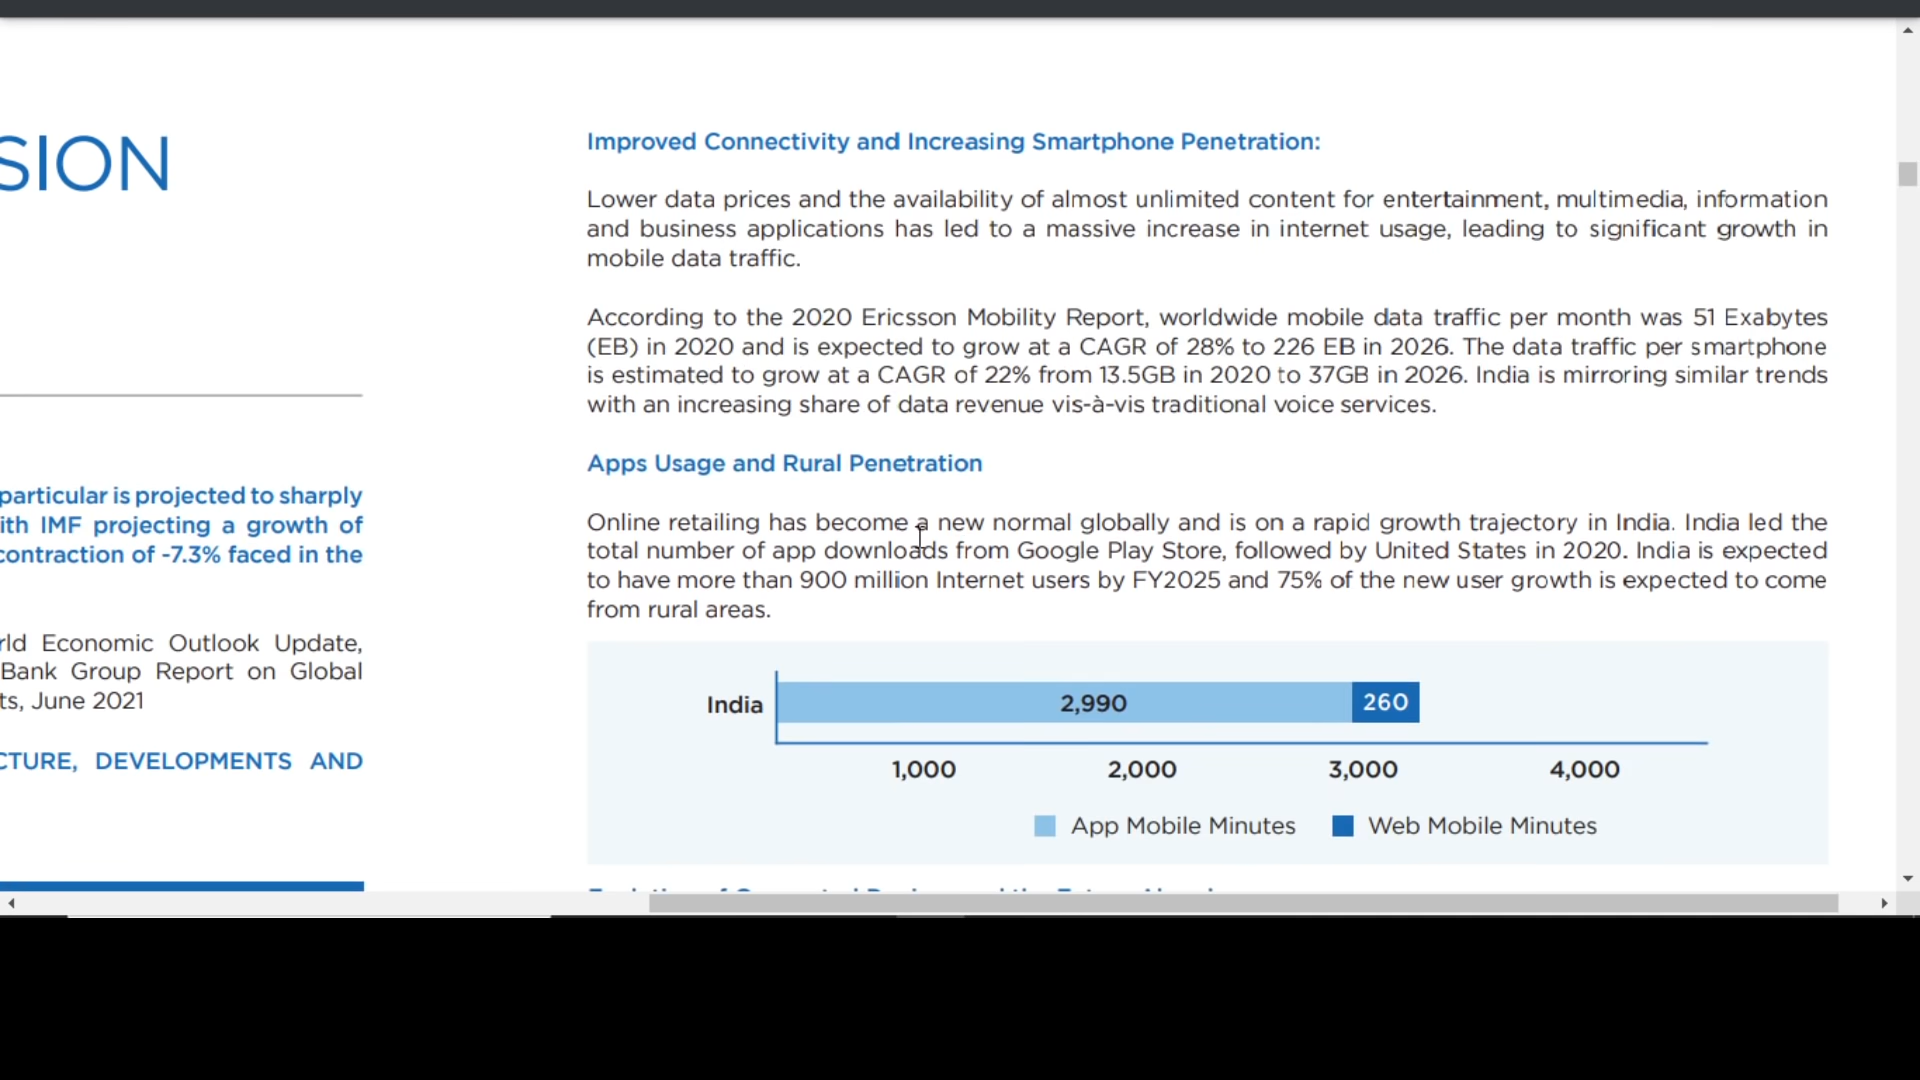 SION
particular is projected to sharply
ith IMF projecting a growth of
contraction of -7.3% faced in the
rld Economic Outlook Update,
Bank Group Report on Global
ts, June 2021
CTURE, DEVELOPMENTS AND
Improved Connectivity and Increasing Smartphone Penetration:
Lower data prices and the availability of almost unlimited content for entertainment, multimedia, information
and business applications has led to a massive increase in internet usage, leading to significant growth in
mobile data traffic.
According to the 2020 Ericsson Mobility Report, worldwide mobile data traffic per month was 51 Exabytes
(EB) in 2020 and is expected to grow at a CAGR of 28% to 226 EB in 2026. The data traffic per smartphone
is estimated to grow at a CAGR of 22% from 13.5GB in 2020 to 37GB in 2026. India is mirroring similar trends
with an increasing share of data revenue vis-à-vis traditional voice services.
Apps Usage and Rural Penetration
Online retailing has become a new normal globally and is on a rapid growth trajectory in India. India led the
total number of app downloads from Google Play Store, followed by United States in 2020. India is expected
to have more than 900 million Internet users by FY2025 and 75% of the new user growth is expected to come
from rural areas.
India 2,990 260
1,000 2,000 3,000 4,000
App Mobile Minutes Web Mobile Minutes